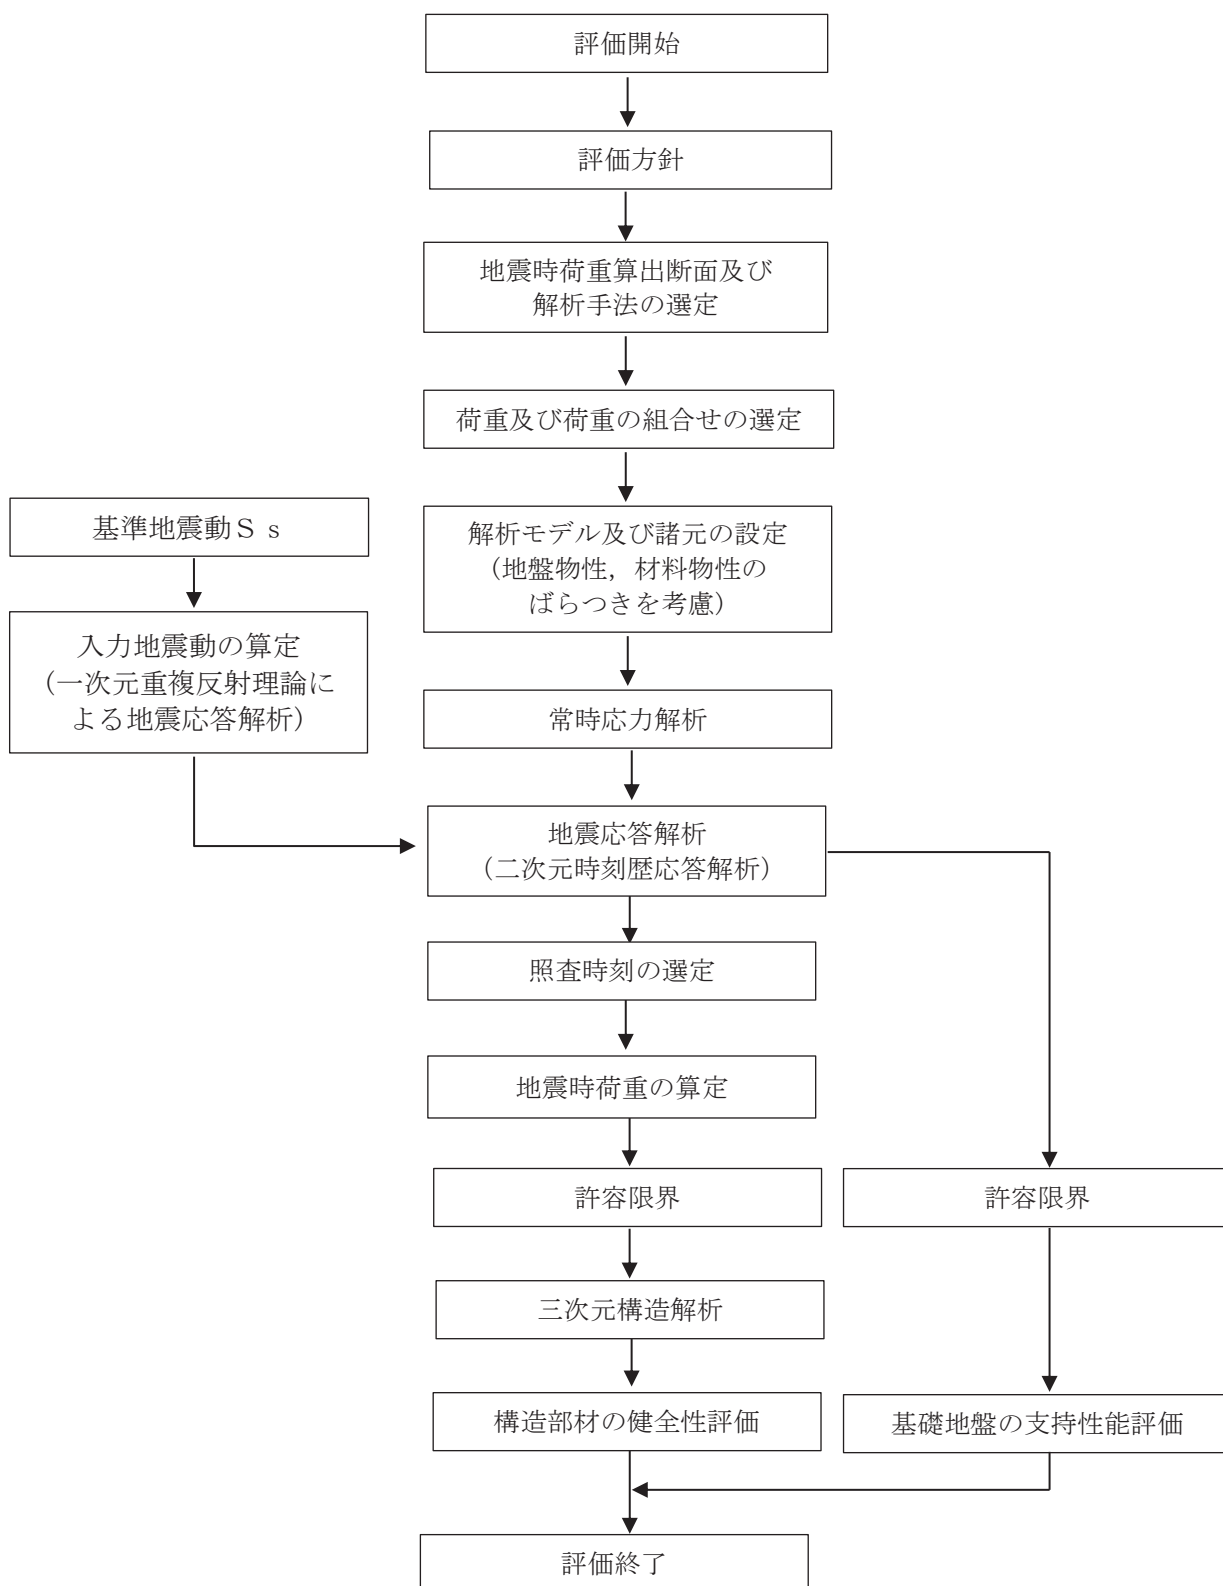 評価開始
評価方針
地震時荷重算出断面及び
解析手法の選定
荷重及び荷重の組合せの選定
基準地震動Ｓｓ
解析モデル及び諸元の設定
（地盤物性，材料物性の
ばらつきを考慮）
入力地震動の算定
（一次元重複反射理論に
よる地震応答解析）
常時応力解析
地震応答解析
（二次元時刻歴応答解析）
照査時刻の選定
地震時荷重の算定
許容限界
許容限界
三次元構造解析
構造部材の健全性評価
基礎地盤の支持性能評価
評価終了